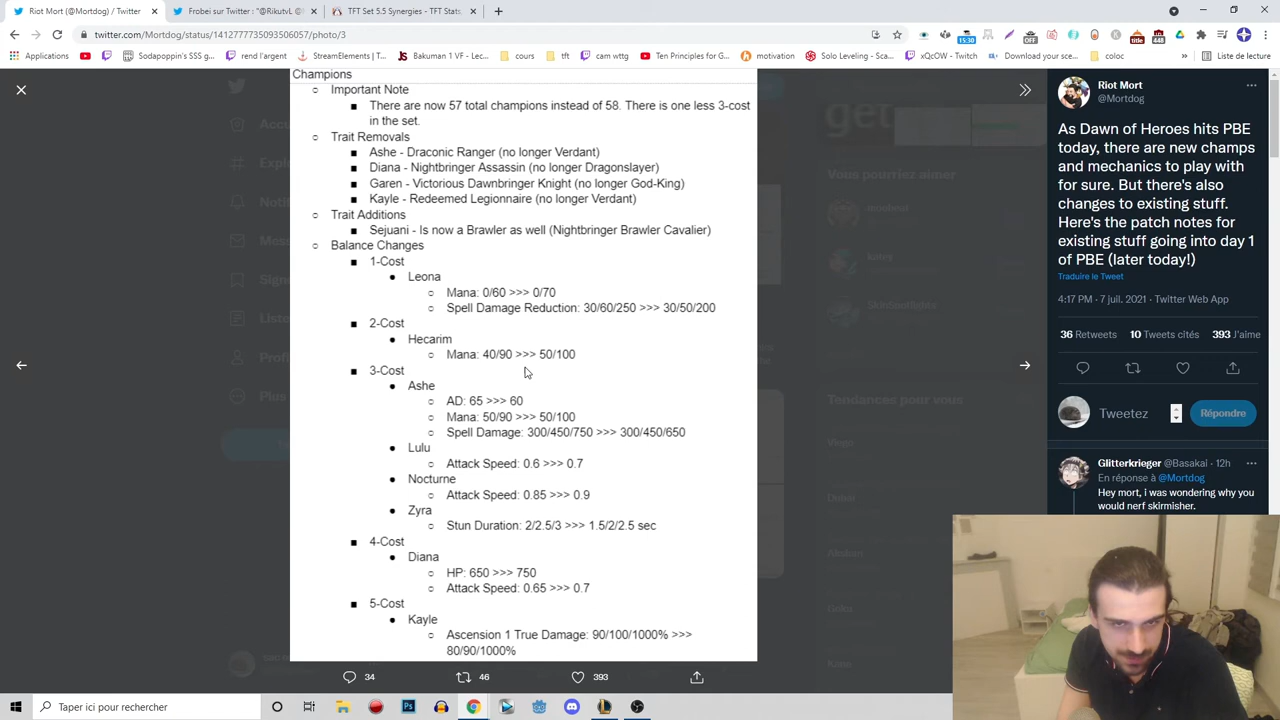 Riot Mort (@Mortdog) / Twitter
Frobei sur Twitter : "@RikutvL @
TFT Set 5.5 Synergies - TFT Stats,
twitter.com/Mortdog/status/1412777735093506057/photo/3
15:30
OFF
title
448
Applications
Sodapoppin's SSS g...
rend l'argent
StreamElements | T...
Bakuman 1 VF - Lec...
cours
tft
cam wttg
Ten Principles for G...
motivation
Solo Leveling - Sca...
xQcOW - Twitch
Download your sce...
coloc
Liste de lecture
Champions
Important Note
There are now 57 total champions instead of 58. There is one less 3-cost
in the set.
Trait Removals
Ashe - Draconic Ranger (no longer Verdant)
Diana - Nightbringer Assassin (no longer Dragonslayer)
Garen - Victorious Dawnbringer Knight (no longer God-King)
Kayle - Redeemed Legionnaire (no longer Verdant)
Trait Additions
Sejuani - Is now a Brawler as well (Nightbringer Brawler Cavalier)
Balance Changes
1-Cost
Leona
Mana: 0/60 >>> 0/70
Spell Damage Reduction: 30/60/250 >>> 30/50/200
2-Cost
Hecarim
Mana: 40/90 >>> 50/100
3-Cost
Ashe
AD: 65 >>> 60
Mana: 50/90 >>> 50/100
Spell Damage: 300/450/750 >>> 300/450/650
Lulu
Attack Speed: 0.6 >>> 0.7
Nocturne
Attack Speed: 0.85 >>> 0.9
Zyra
Stun Duration: 2/2.5/3 >>> 1.5/2/2.5 sec
4-Cost
Diana
HP: 650 >>> 750
Attack Speed: 0.65 >>> 0.7
5-Cost
Kayle
Ascension 1 True Damage: 90/100/1000% >>>
80/90/1000%
34
46
393
get
Vous pourriez aimer
Tendances pour vous
Riot Mort
@Mortdog
As Dawn of Heroes hits PBE
today, there are new champs
and mechanics to play with
for sure. But there's also
changes to existing stuff.
Here's the patch notes for
existing stuff going into day 1
of PBE (later today!)
Traduire le Tweet
4:17 PM · 7 juil. 2021 · Twitter Web App
36 Retweets 10 Tweets cités 393 J'aime
Tweetez
Répondre
Glitterkrieger @Basakai · 12h
En réponse à @Mortdog
Hey mort, i was wondering why you
would nerf skirmisher.
Taper ici pour rechercher